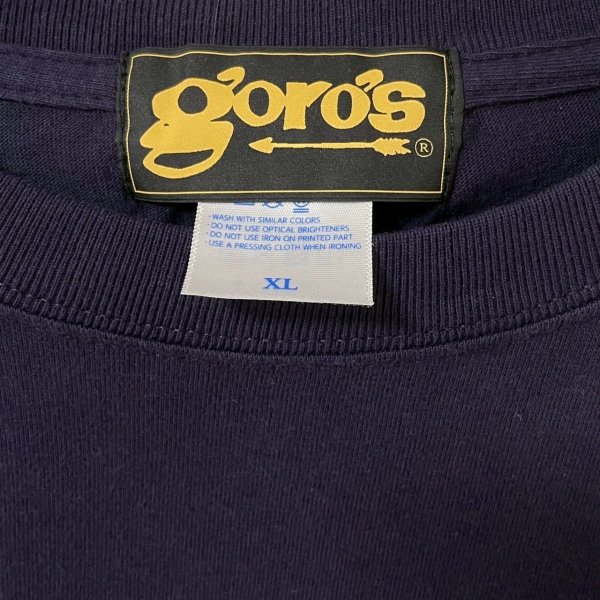 goro's
®
・WASH WITH SIMILAR COLORS
・DO NOT USE OPTICAL BRIGHTENERS
・DO NOT USE IRON ON PRINTED PART
・USE A PRESSING CLOTH WHEN IRONING
XL